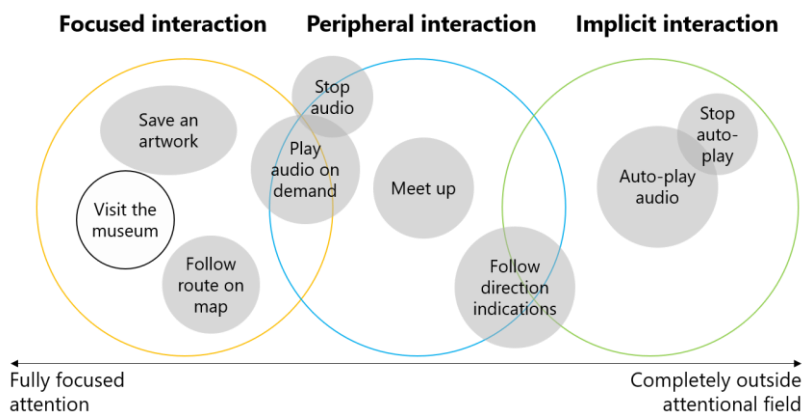 Focused interaction
Peripheral interaction
Implicit interaction
Save an
artwork
Visit the
museum
Follow
route on
map
Stop
audio
Play
audio on
demand
Meet up
Follow
direction
indications
Stop
auto-
play
Auto-play
audio
Fully focused
attention
Completely outside
attentional field